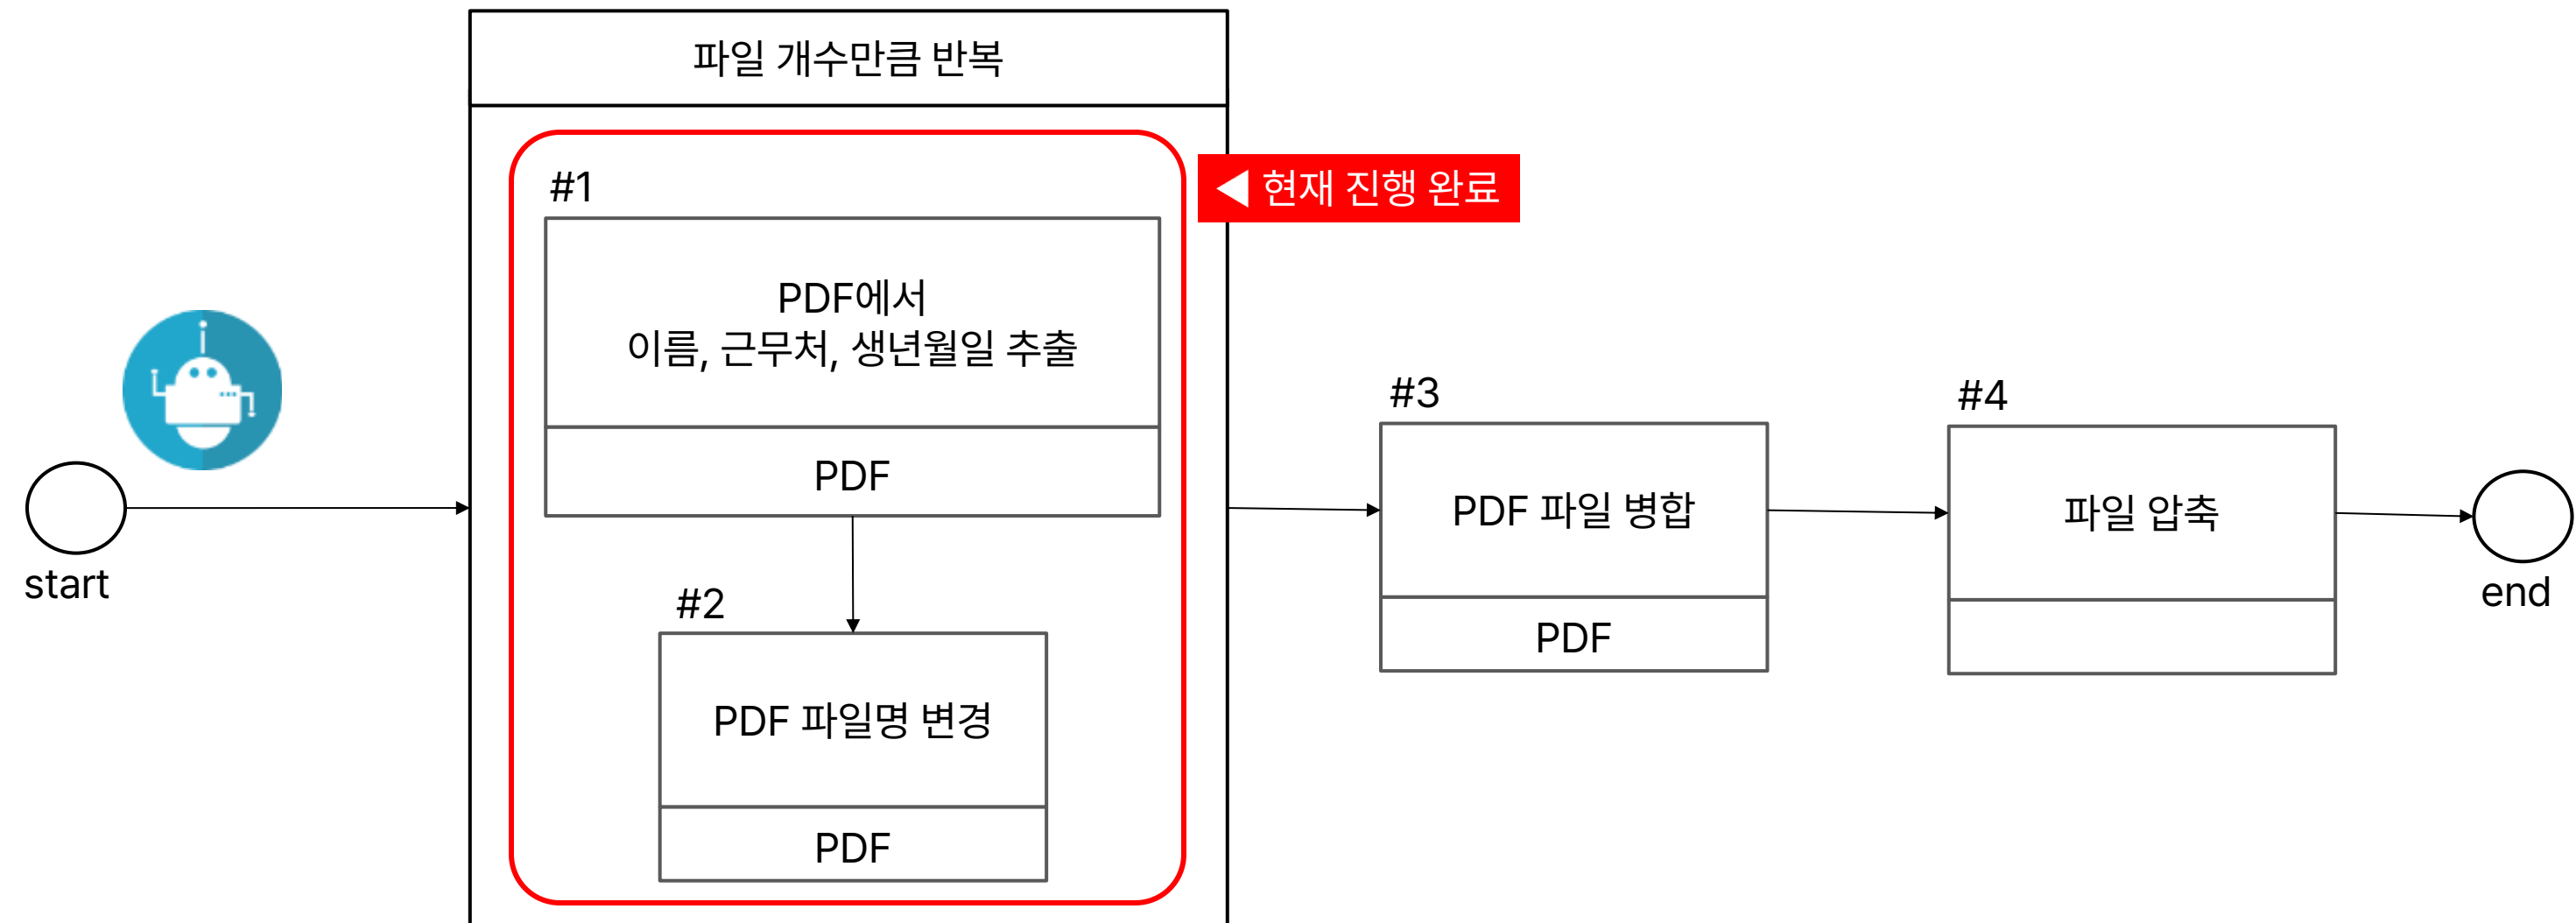 파일 개수만큼 반복
#1
◀ 현재 진행 완료
PDF에서
이름, 근무처, 생년월일 추출
PDF
#2
PDF 파일명 변경
PDF
start
#3
PDF 파일 병합
PDF
#4
파일 압축
end